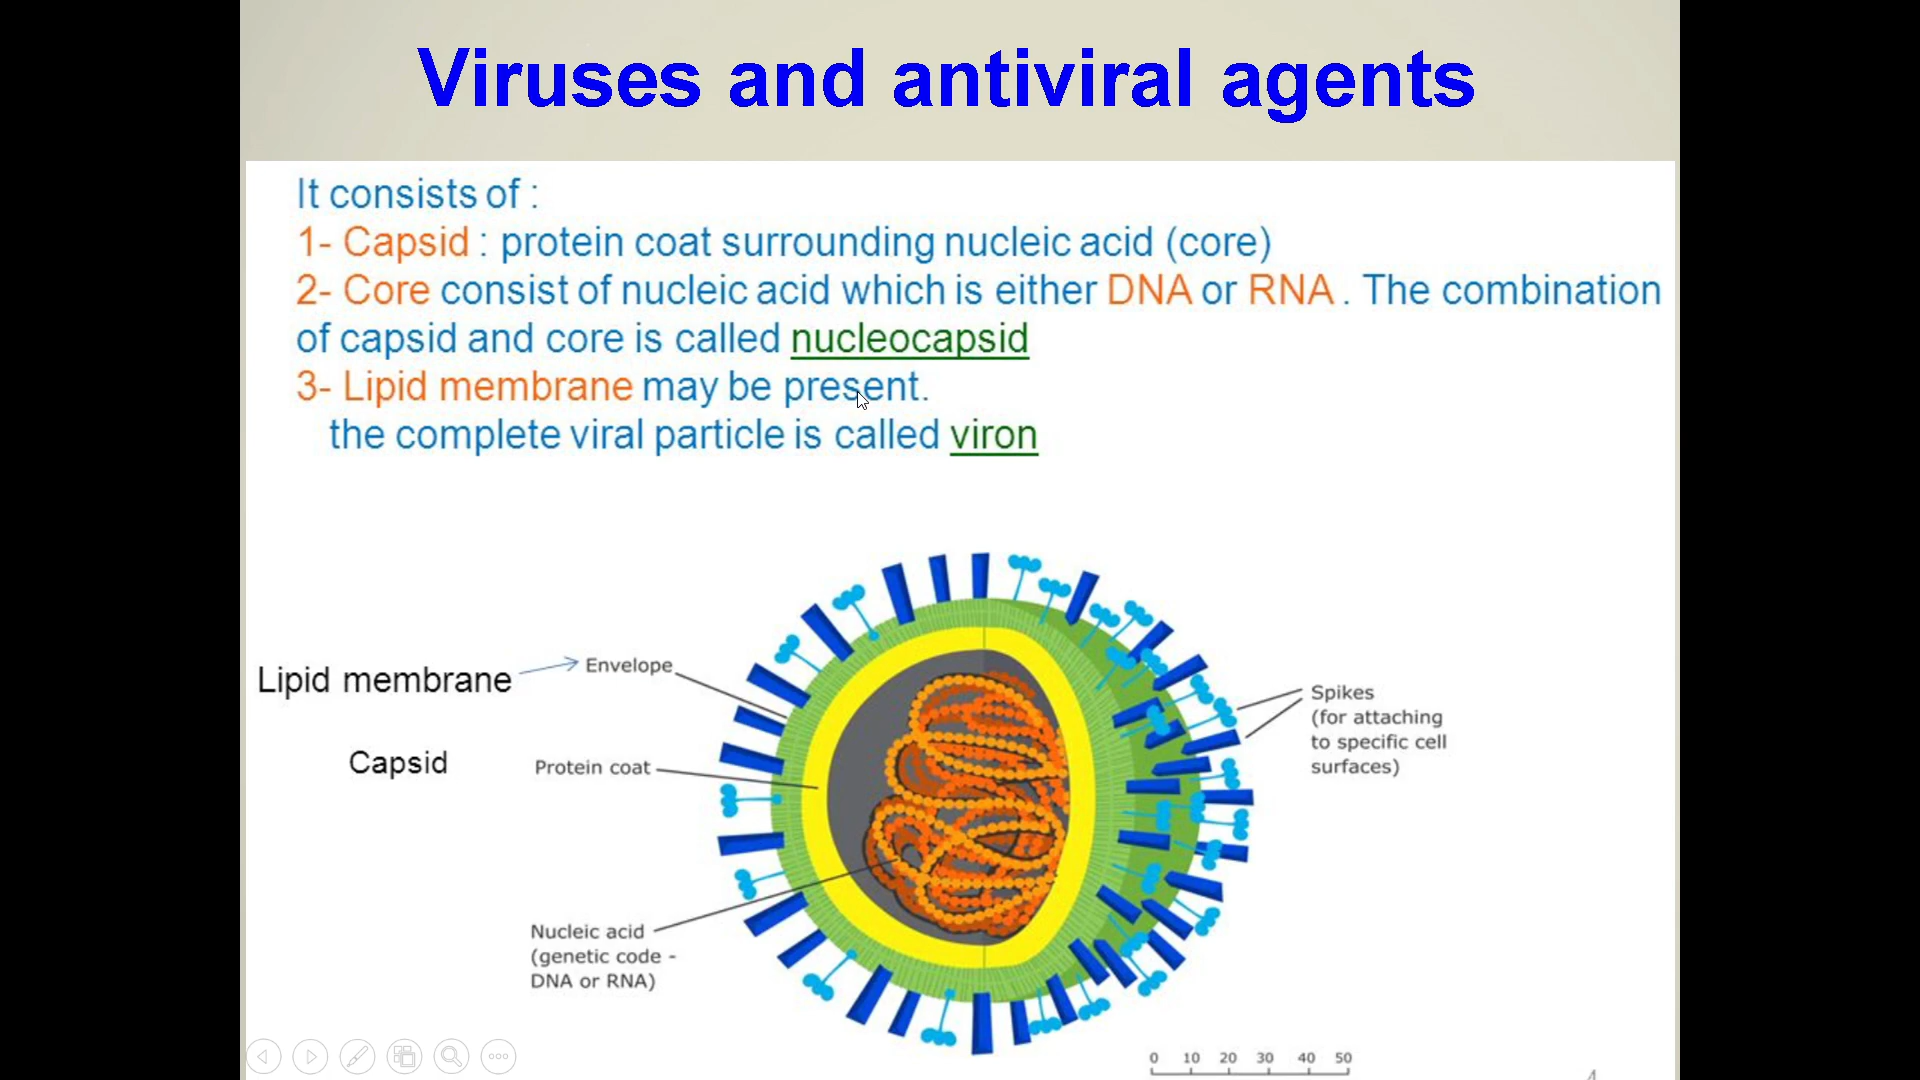 Viruses and antiviral agents
It consists of :
1- Capsid : protein coat surrounding nucleic acid (core)
2- Core consist of nucleic acid which is either DNA or RNA . The combination
of capsid and core is called nucleocapsid
3- Lipid membrane may be present.
the complete viral particle is called viron
Lipid membrane
Envelope
Capsid
Protein coat
Nucleic acid
(genetic code -
DNA or RNA)
Spikes
(for attaching
to specific cell
surfaces)
0 10 20 30 40 50